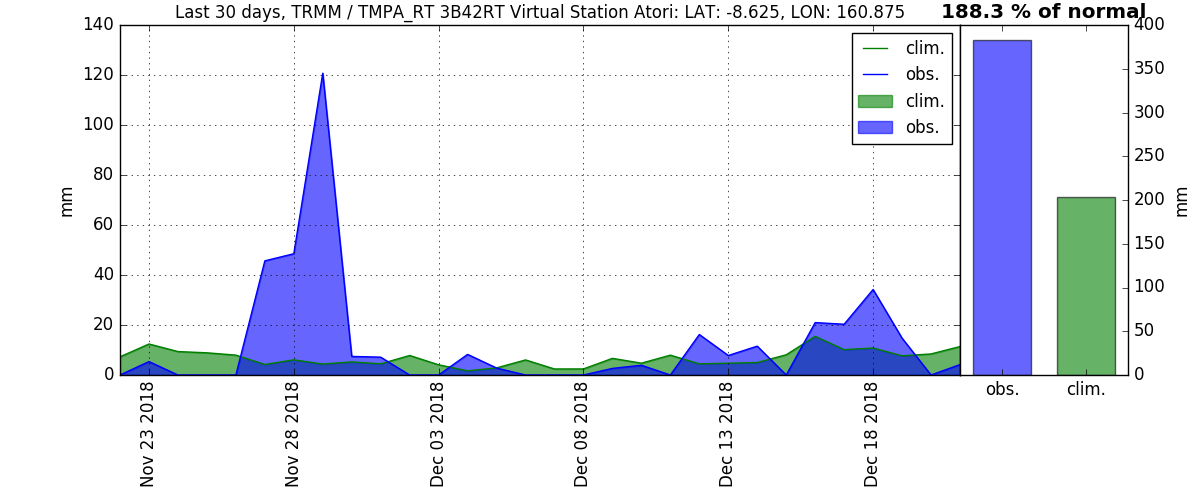 Last 30 days, TRMM / TMPA_RT 3B42RT Virtual Station Atori: LAT: -8.625, LON: 160.875
188.3 % of normal
mm
140
120
100
80
60
40
20
0
clim.
obs.
clim.
obs.
Nov 23 2018
Nov 28 2018
Dec 03 2018
Dec 08 2018
Dec 13 2018
Dec 18 2018
400
350
300
250
200
150
100
50
0
mm
obs.
clim.